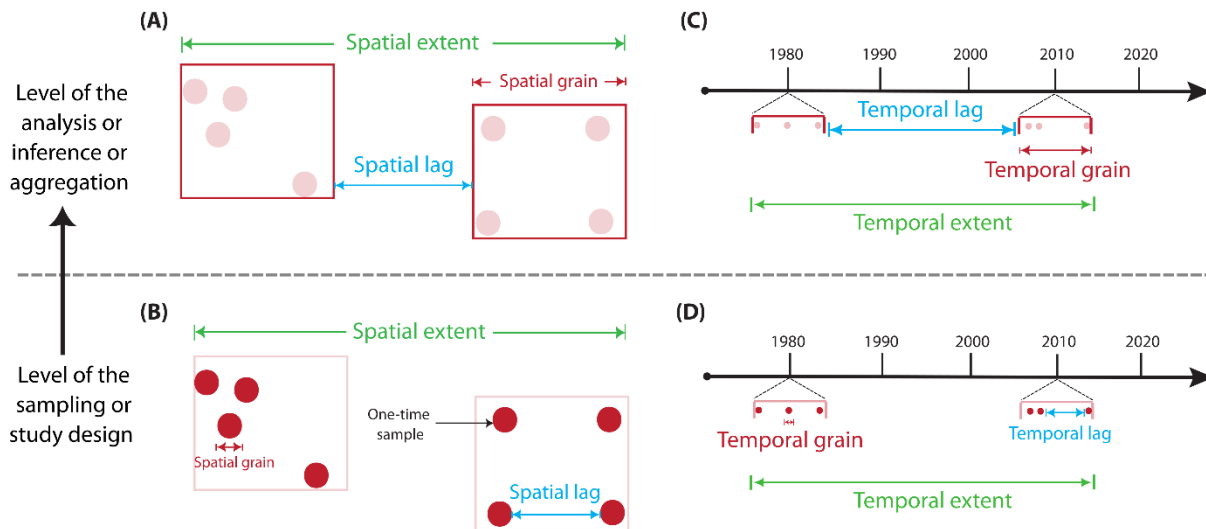 (A)
Spatial extent
Spatial grain
Spatial lag
(C)
1980 1990 2000 2010 2020
Temporal lag
Temporal grain
Temporal extent
Level of the
analysis or
inference or
aggregation
(B)
Spatial extent
One-time
sample
Spatial grain
Spatial lag
(D)
1980 1990 2000 2010 2020
Temporal grain
Temporal lag
Temporal extent
Level of the
sampling or
study design